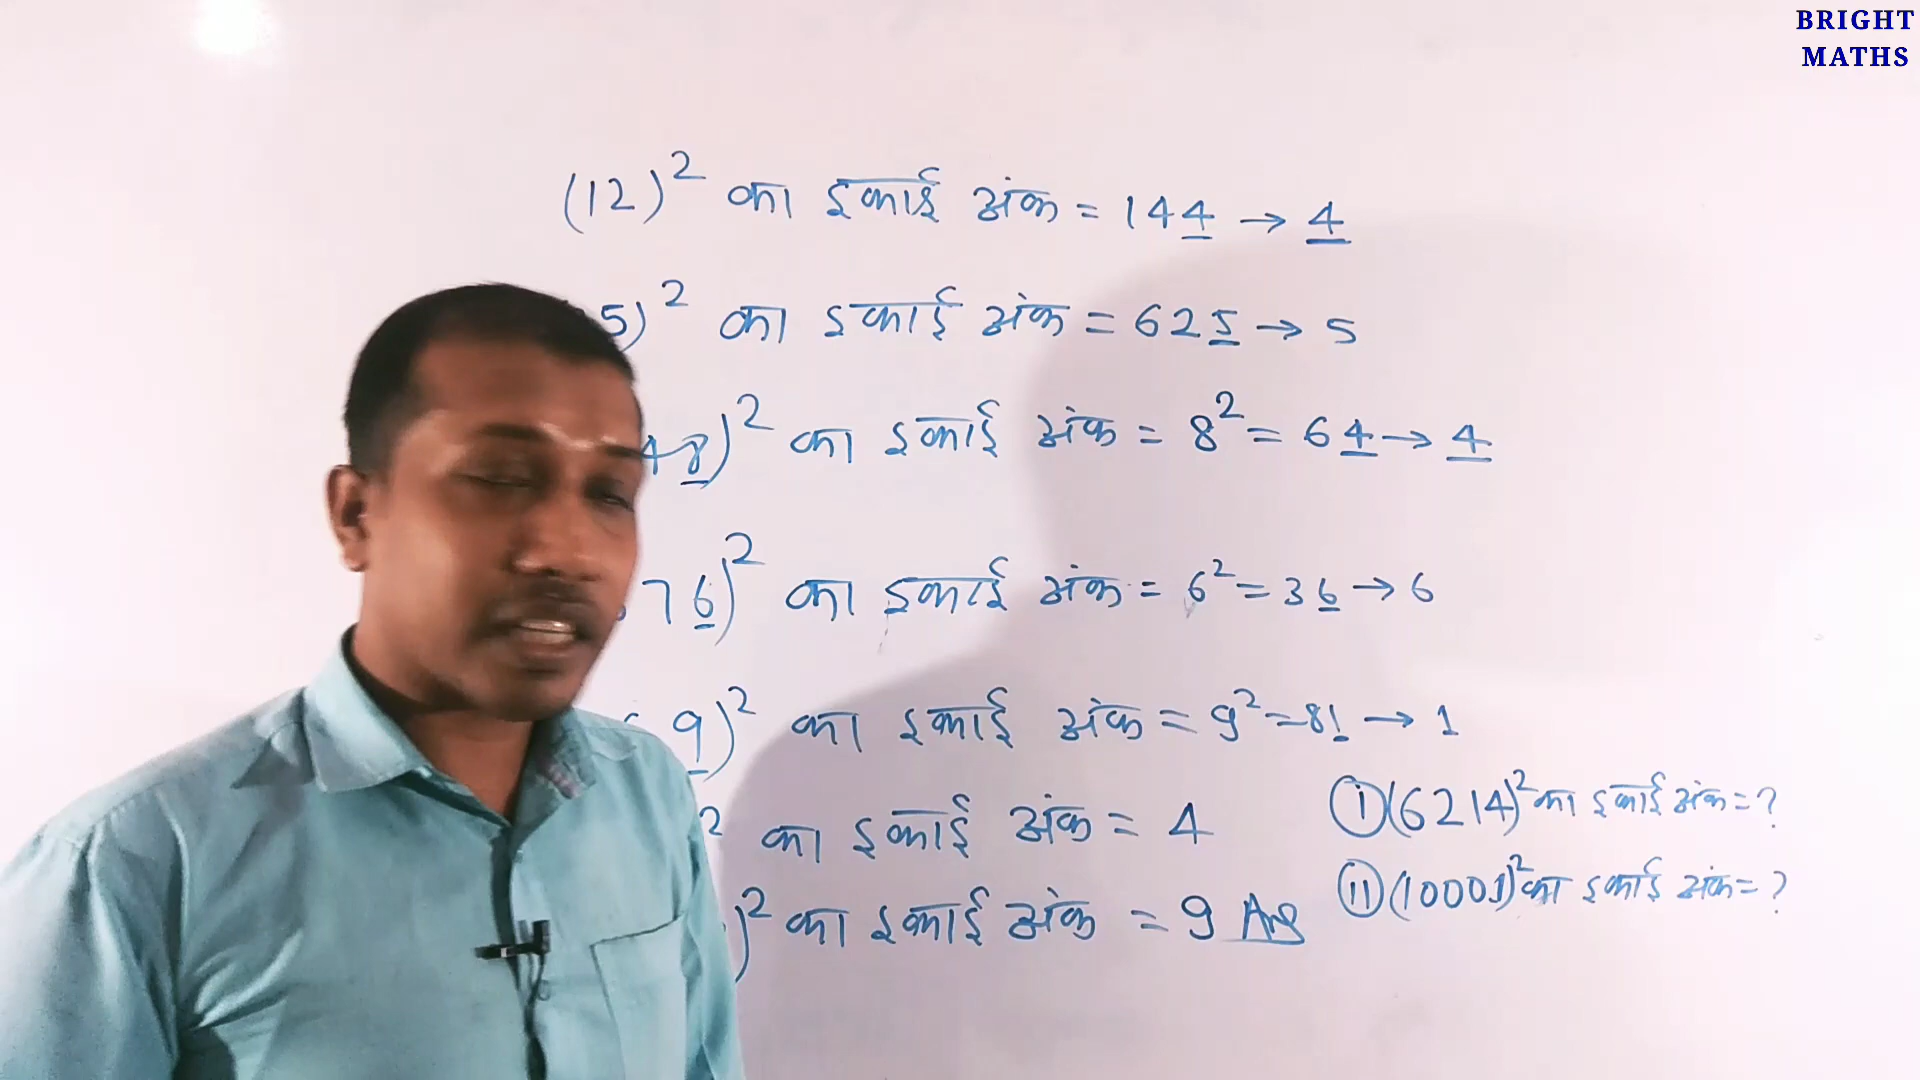 BRIGHT
MATHS
(12)² का इकाई अंक = 144 → 4
5)² का इकाई अंक = 625 → 5
48)² का इकाई अंक = 8² = 64 → 4
76)² का इकाई अंक = 6² = 36 → 6
9)² का इकाई अंक = 9² = 81 → 1
² का इकाई अंक = 4
)² का इकाई अंक = 9 Ans
(i) (6214)² का इकाई अंक = ?
(ii) (10001)² का इकाई अंक = ?